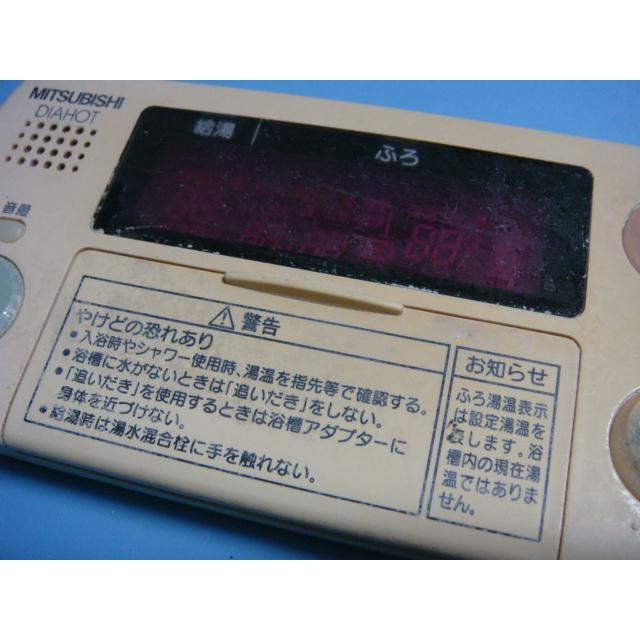 MITSUBISHI
DIAHOT
給湯
ふろ
音量
⚠ 警告
やけどの恐れあり
・入浴時やシャワー使用時、湯温を指先等で確認する。
・浴槽に水がないときは「追いだき」をしない。
・「追いだき」を使用するときは浴槽アダプターに
身体を近づけない。
・給湯時は湯水混合栓に手を触れない。
お知らせ
ふろ湯温表示
は設定湯温を
表します。浴
槽内の現在湯
温ではありま
せん。